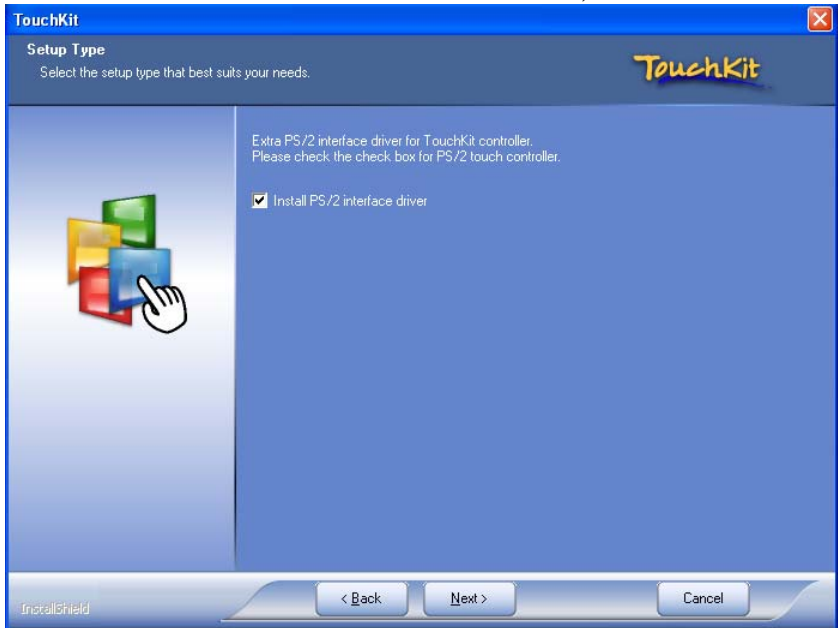 TouchKit
Setup Type
Select the setup type that best suits your needs.
TouchKit
Extra PS/2 interface driver for TouchKit controller.
Please check the check box for PS/2 touch controller.
Install PS/2 interface driver
InstallShield
< Back
Next >
Cancel